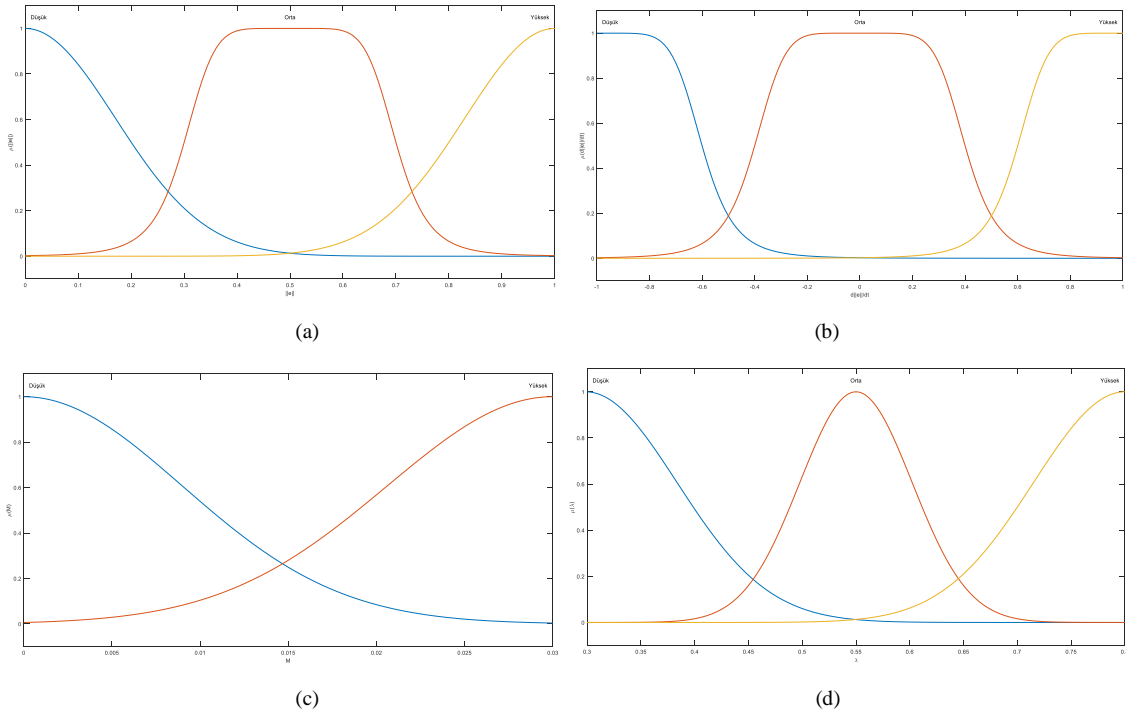 Düşük Orta Yüksek
1
0.8
0.6
0.4
0.2
0
μ(||e||)
0 0.1 0.2 0.3 0.4 0.5 0.6 0.7 0.8 0.9 1
||e||
(a)
Düşük Orta Yüksek
1
0.8
0.6
0.4
0.2
0
μ(d||e||/dt)
-1 -0.8 -0.6 -0.4 -0.2 0 0.2 0.4 0.6 0.8 1
d||e||/dt
(b)
Düşük Yüksek
1
0.8
0.6
0.4
0.2
0
μ(M)
0 0.005 0.01 0.015 0.02 0.025 0.03
M
(c)
Düşük Orta Yüksek
1
0.8
0.6
0.4
0.2
0
μ(λ)
0.3 0.35 0.4 0.45 0.5 0.55 0.6 0.65 0.7 0.75
λ
(d)